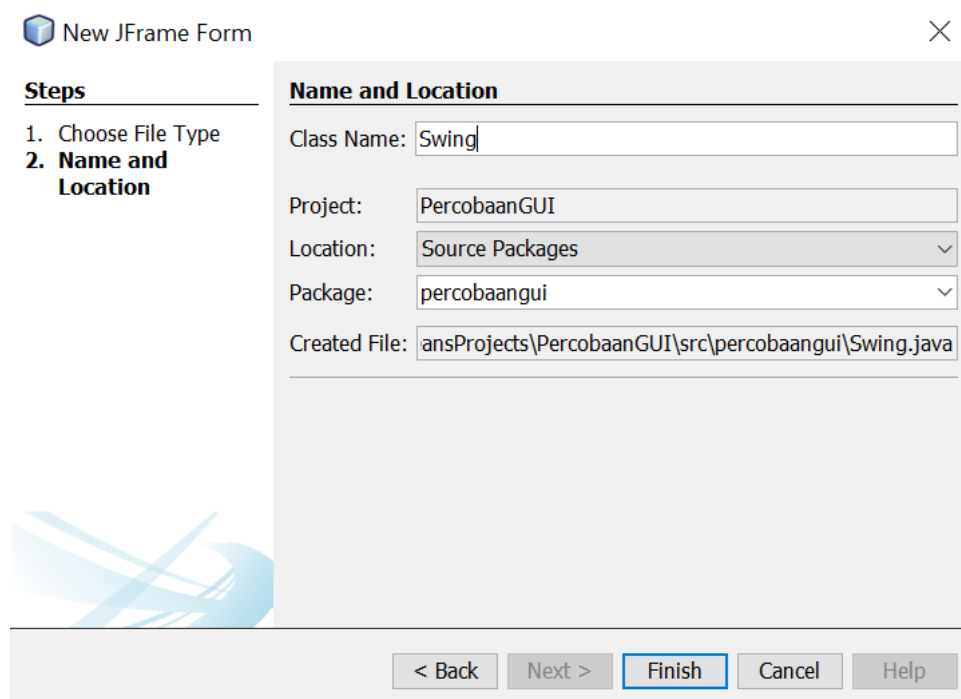 New JFrame Form
Steps
1. Choose File Type
2. Name and
Location
Name and Location
Class Name: Swing
Project: PercobaanGUI
Location: Source Packages
Package: percobaangui
Created File: ansProjects\PercobaanGUI\src\percobaangui\Swing.java
< Back Next > Finish Cancel Help